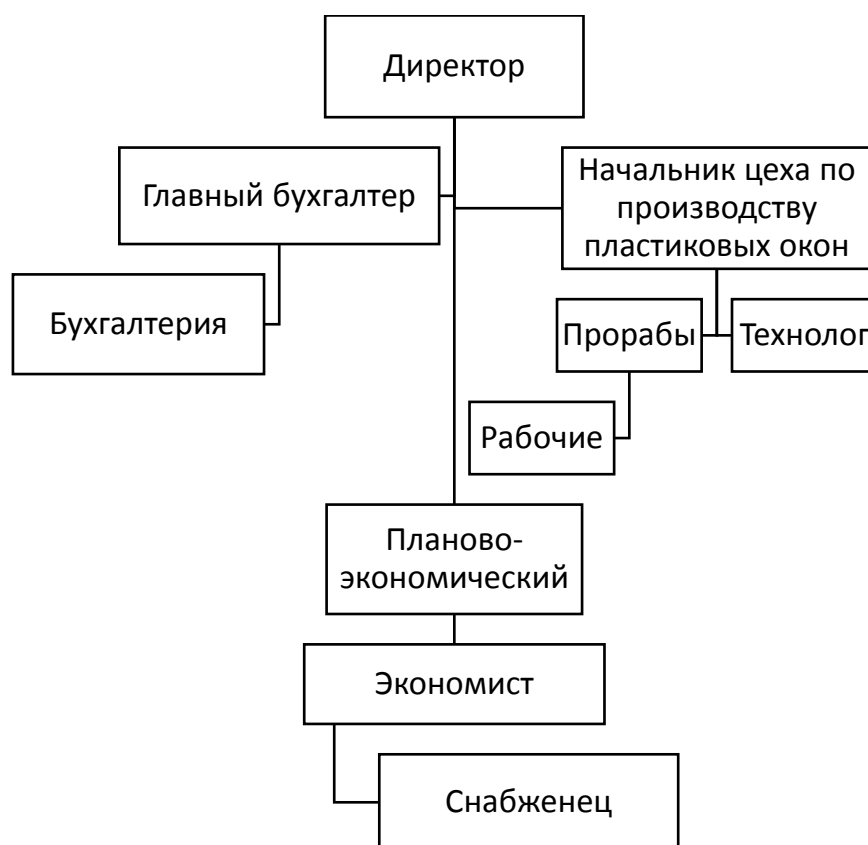 Директор
Главный бухгалтер
Начальник цеха по
производству
пластиковых окон
Бухгалтерия
Прорабы
Технолог
Рабочие
Планово-
экономический
Экономист
Снабженец